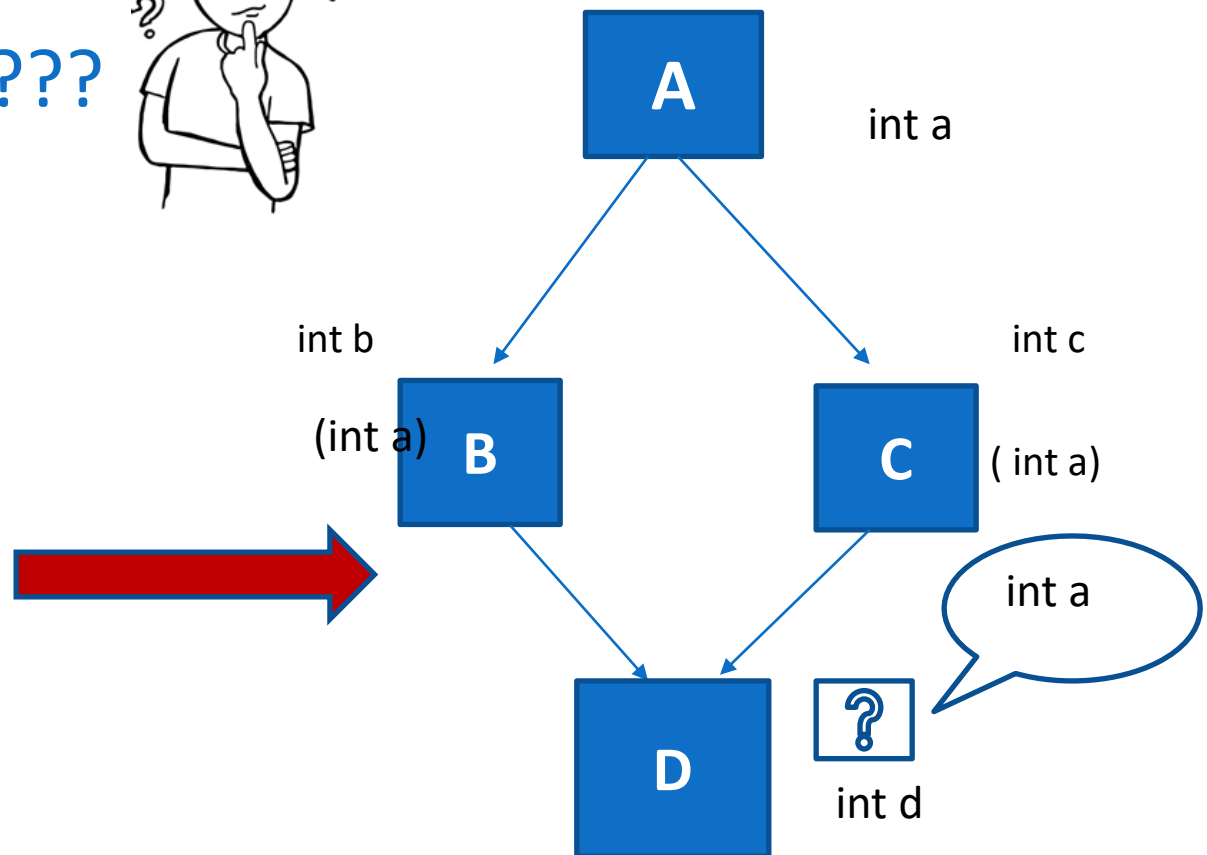 ???
A
int a
int b
int c
(int a)
B
C
( int a)
int a
?
D
int d